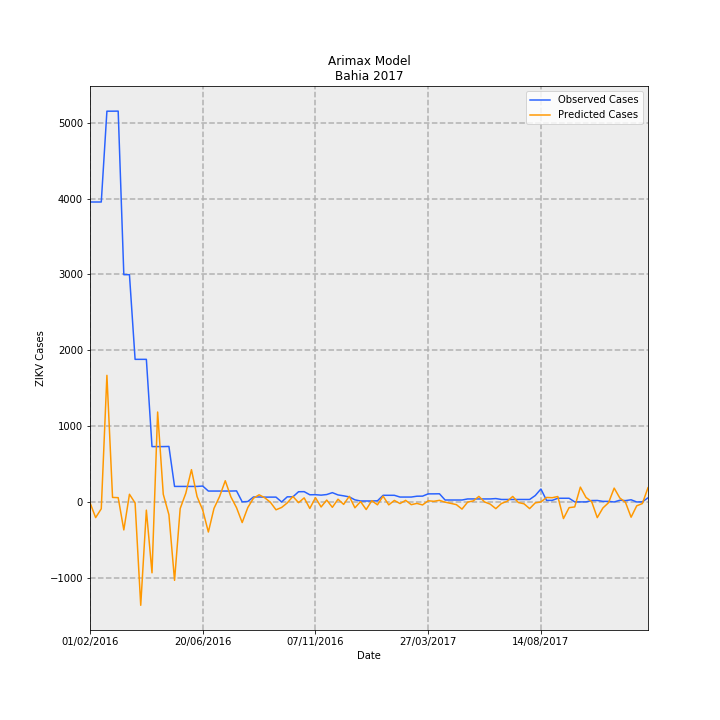 Arimax Model
Bahia 2017
Observed Cases
Predicted Cases
5000
4000
3000
2000
1000
0
−1000
ZIKV Cases
01/02/2016
20/06/2016
07/11/2016
27/03/2017
14/08/2017
Date